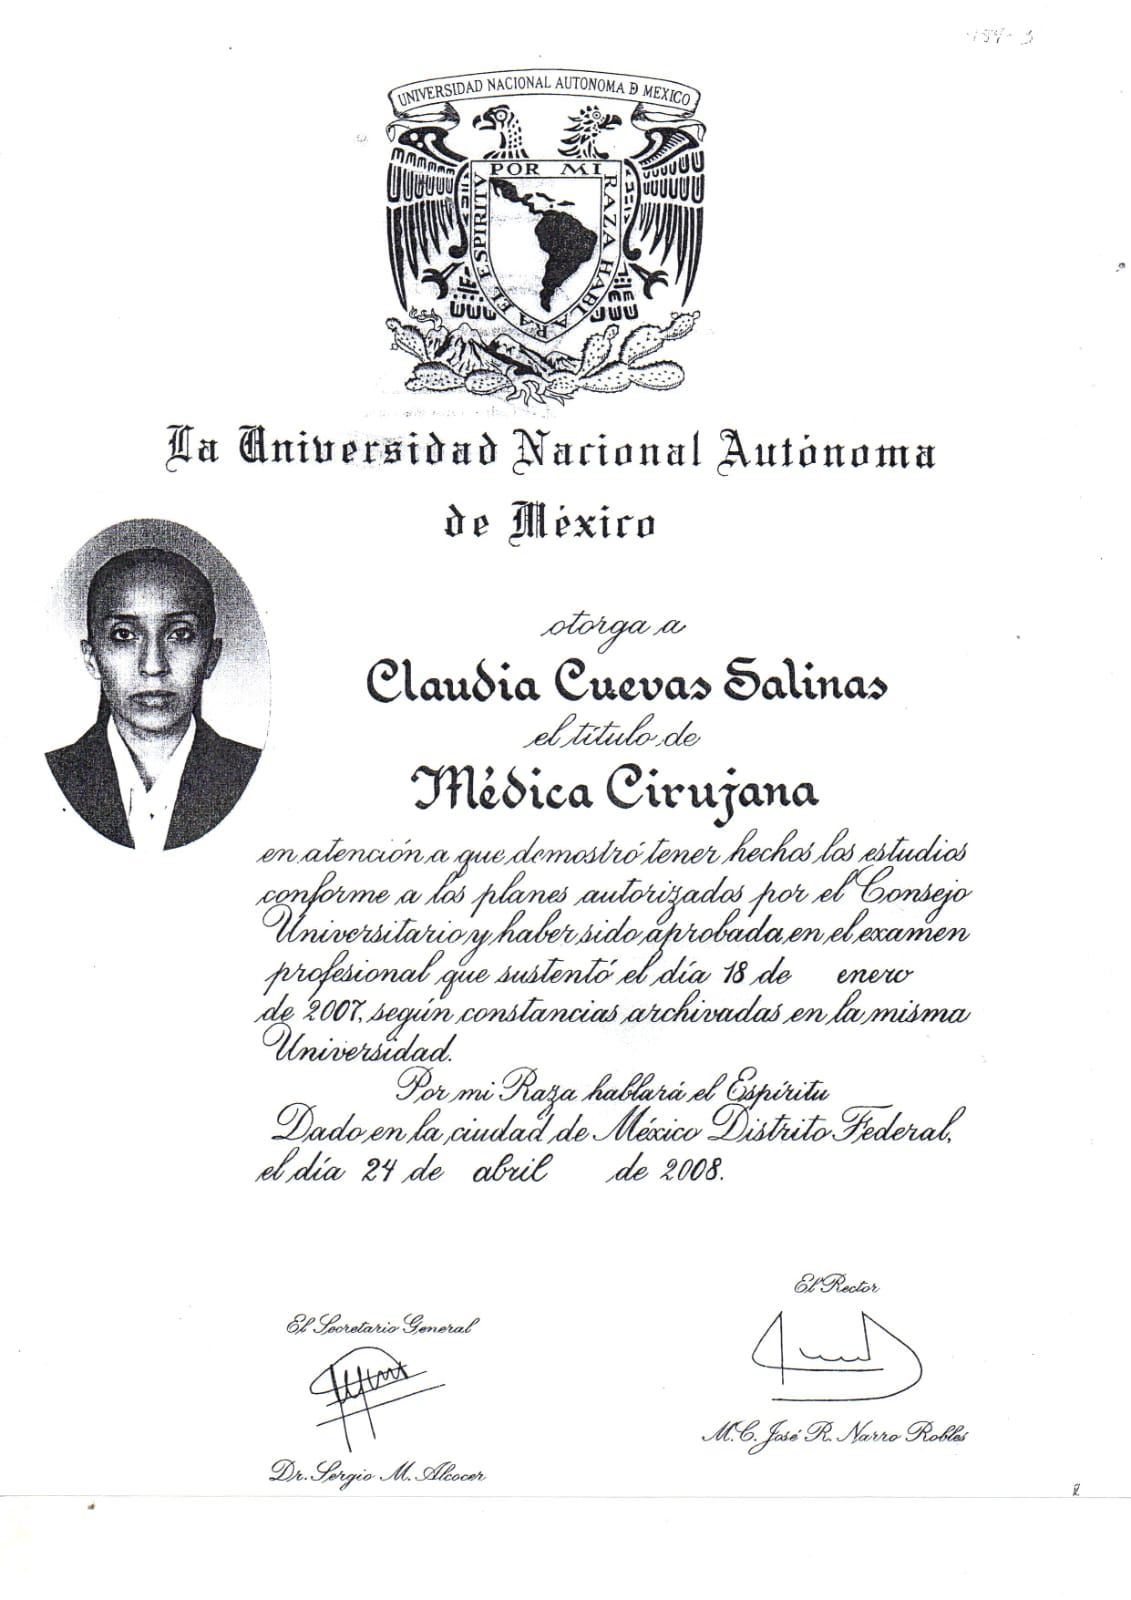 154-3
UNIVERSIDAD NACIONAL AUTONOMA D MEXICO
POR MI RAZA HABLARA EL ESPIRITU
La Universidad Nacional Autónoma
de México
otorga a
Claudia Cuevas Salinas
el título de
Médica Cirujana
en atención a que demostró tener hechos los estudios
conforme a los planes autorizados por el Consejo
Universitario y haber sido aprobada en el examen
profesional que sustentó el día 18 de enero
de 2007, según constancias archivadas en la misma
Universidad.
Por mi Raza hablará el Espíritu
Dado en la ciudad de México Distrito Federal,
el día 24 de abril de 2008.
El Rector
El Secretario General
M.C. José R. Narro Robles
Dr. Sergio M. Alcocer